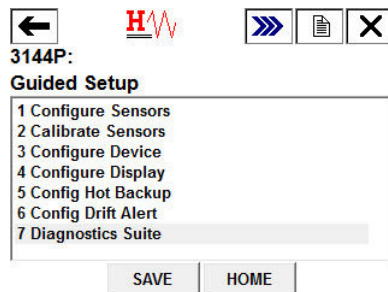 H
3144P:
Guided Setup
1 Configure Sensors
2 Calibrate Sensors
3 Configure Device
4 Configure Display
5 Config Hot Backup
6 Config Drift Alert
7 Diagnostics Suite
SAVE HOME